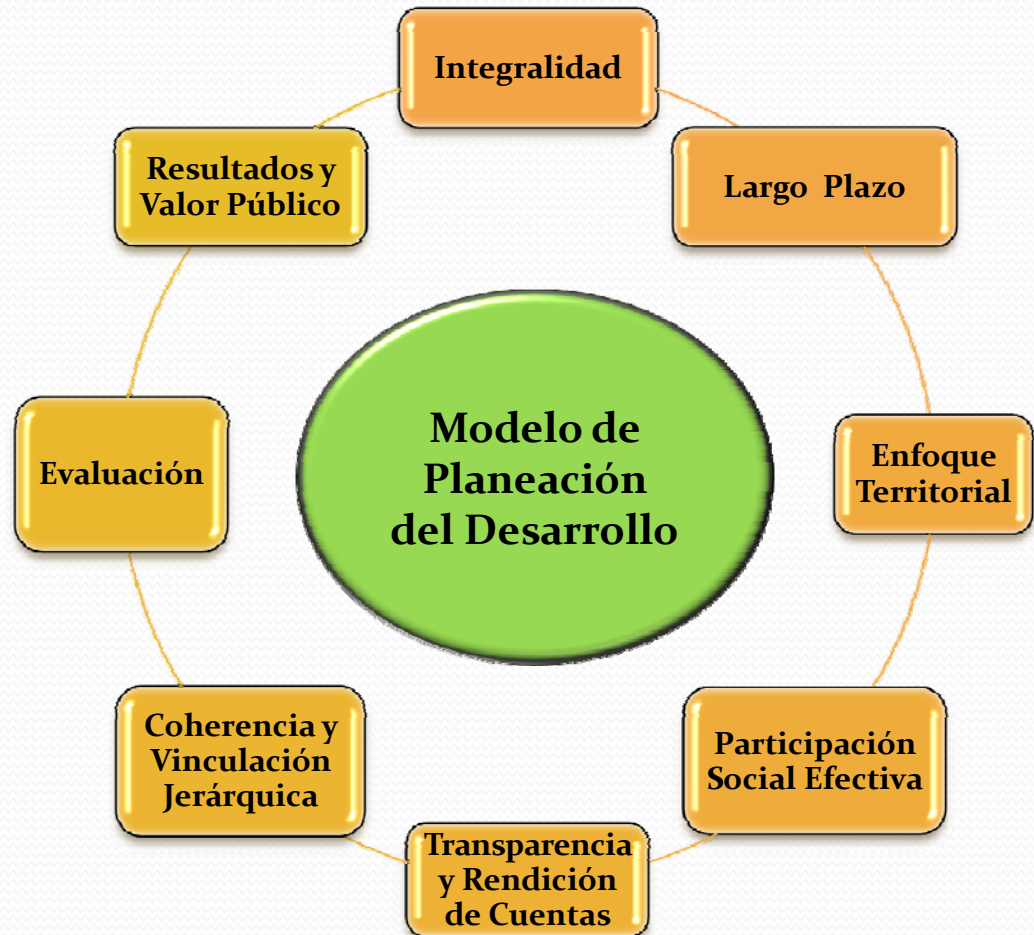 Integralidad
Largo Plazo
Enfoque
Territorial
Participación
Social Efectiva
Transparencia
y Rendición
de Cuentas
Coherencia y
Vinculación
Jerárquica
Evaluación
Resultados y
Valor Público
Modelo de
Planeación
del Desarrollo